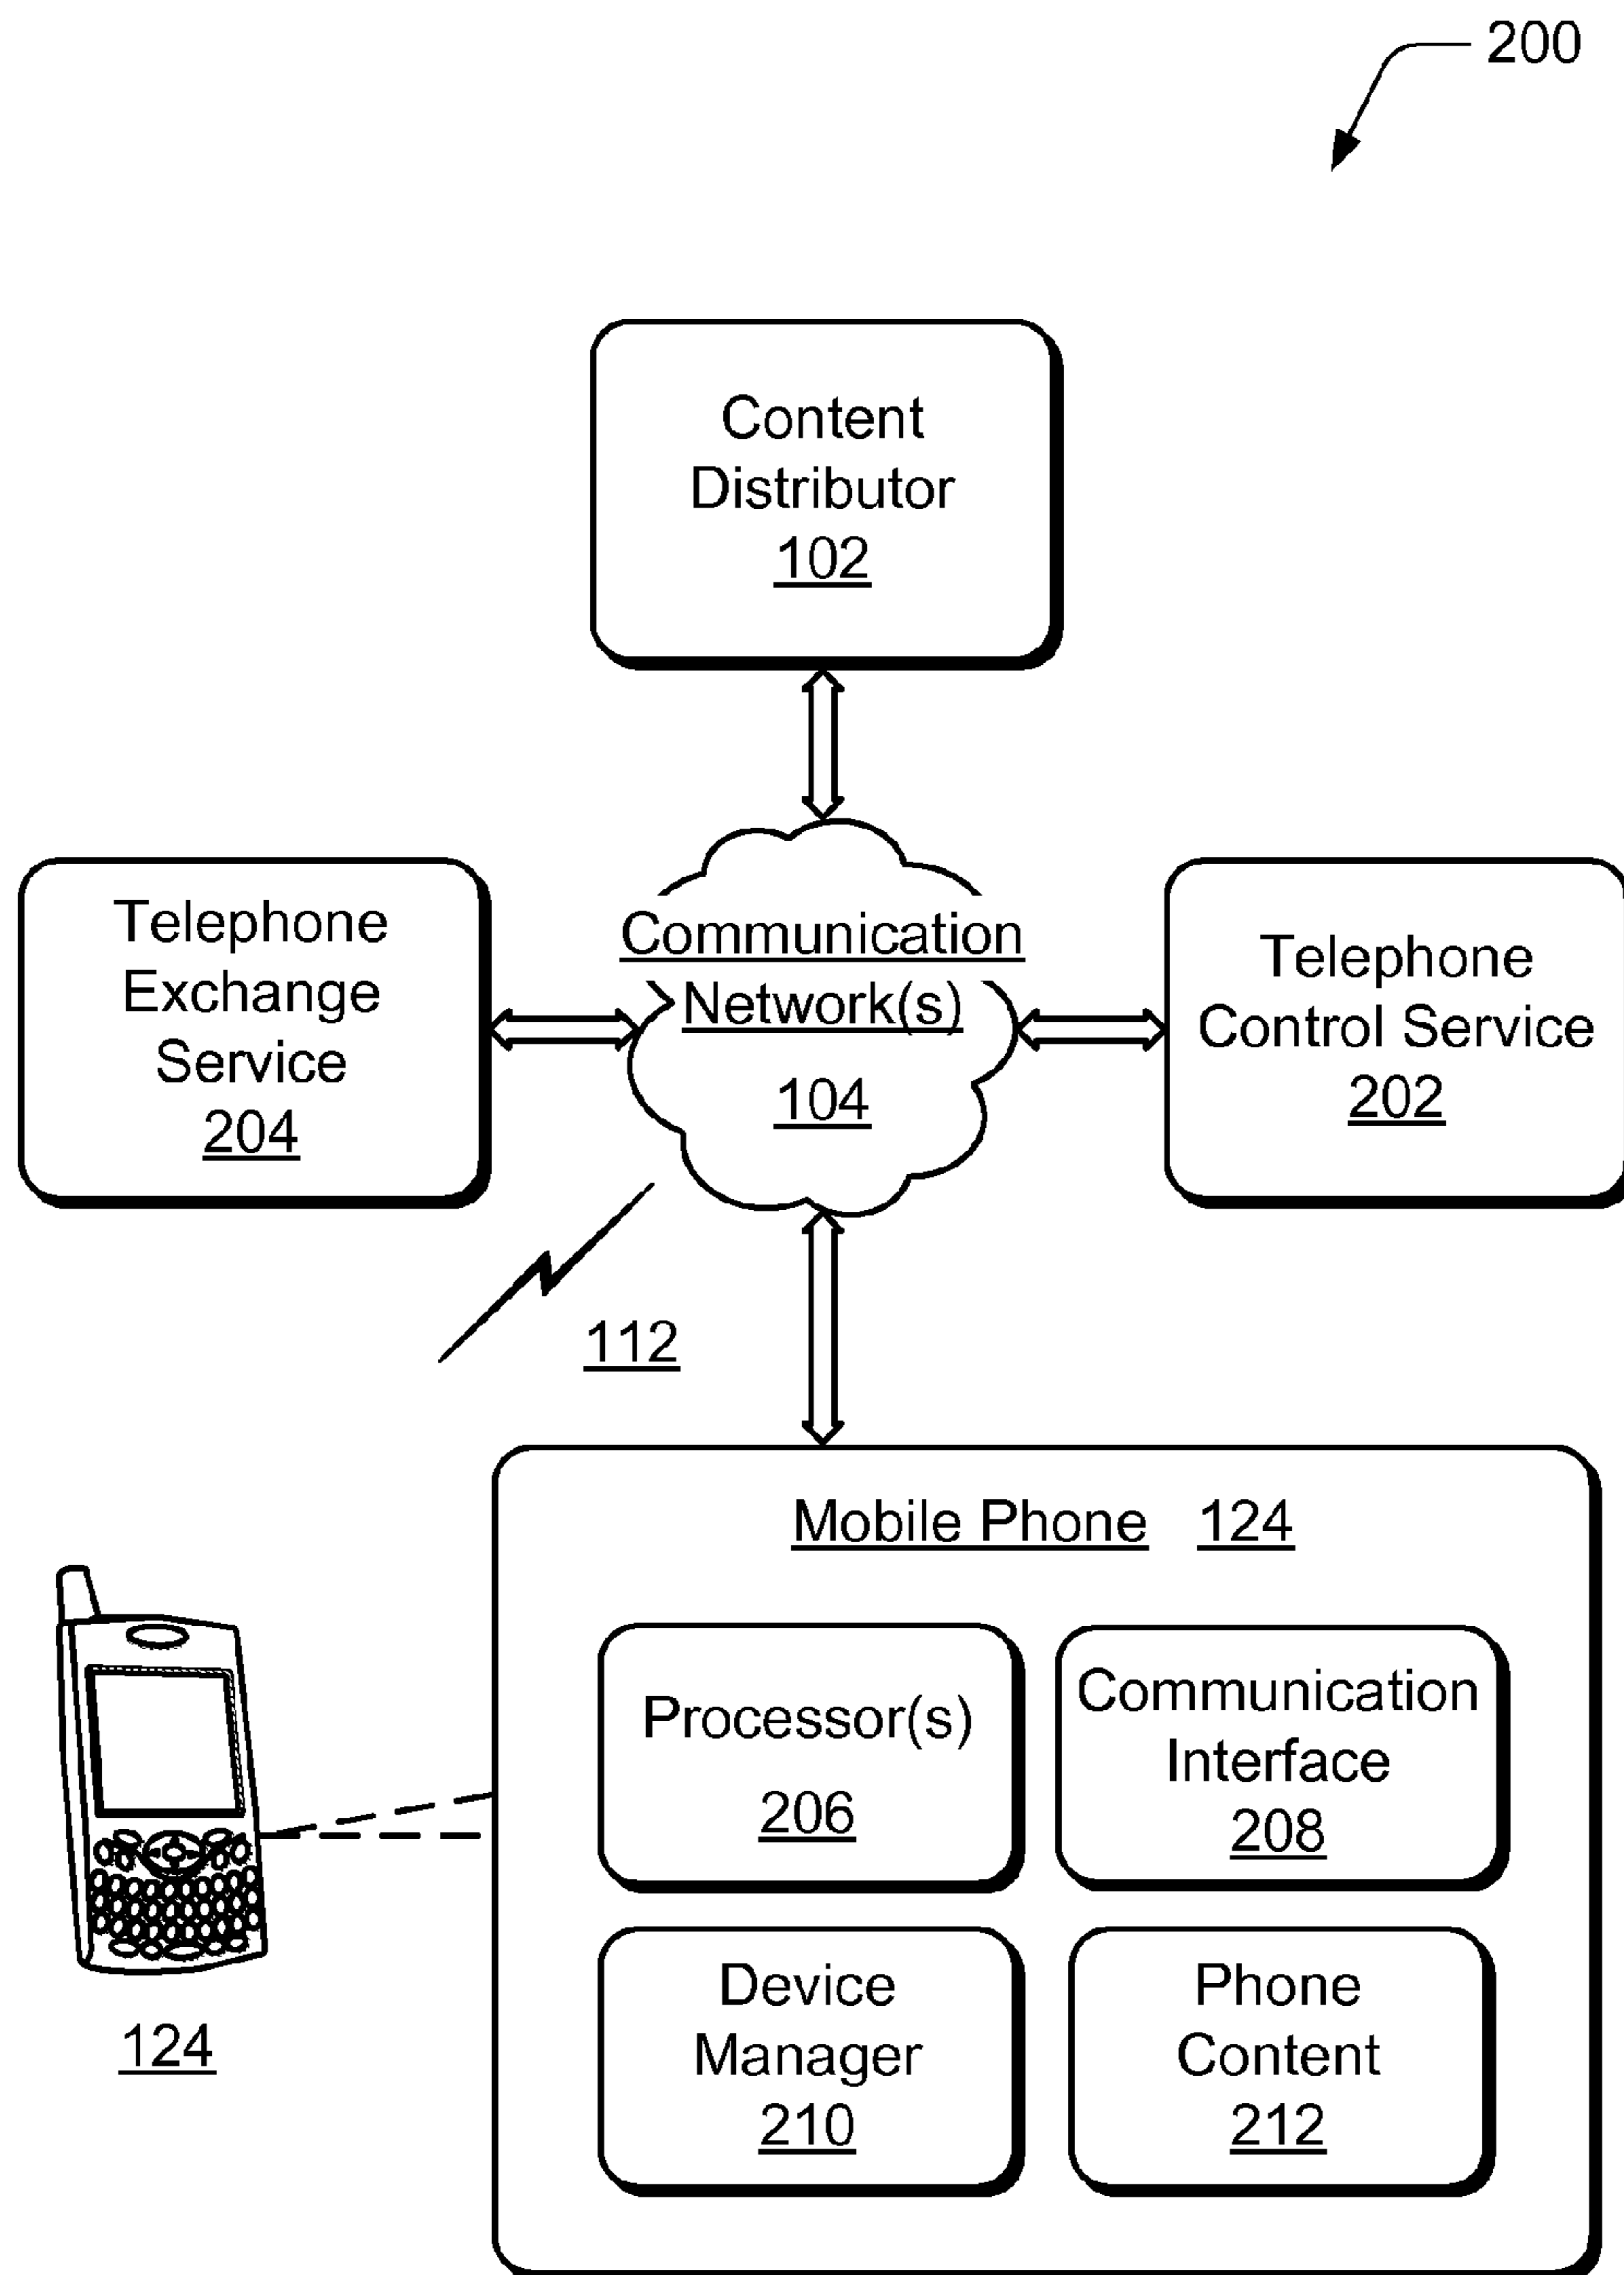 200
Content
Distributor
102
Telephone
Exchange
Service
204
Communication
Network(s)
104
Telephone
Control Service
202
112
Mobile Phone 124
Processor(s)
206
Communication
Interface
208
Device
Manager
210
Phone
Content
212
124